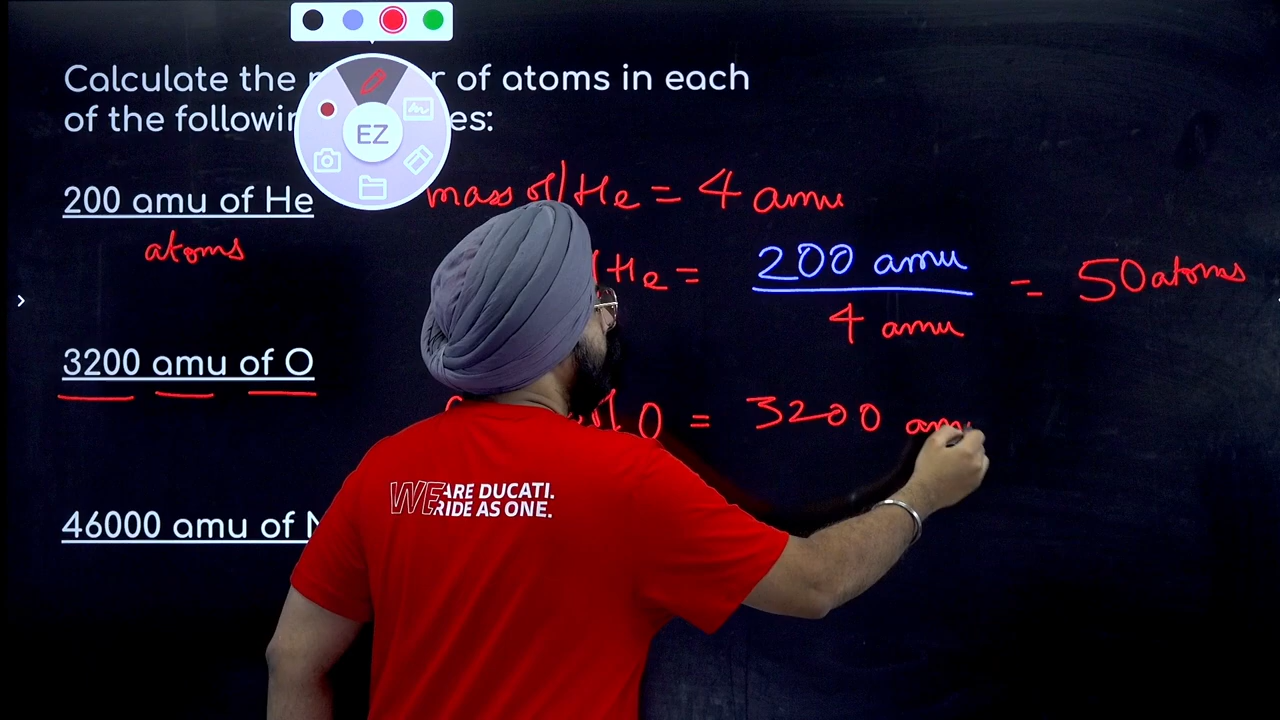 Calculate the r of atoms in each
of the followin es:
EZ
200 amu of He
mass of He = 4 amu
atoms
He = 200 amu
4 amu
= 50 atoms
3200 amu of O
of O = 3200 am
46000 amu of
WE ARE DUCATI.
RIDE AS ONE.